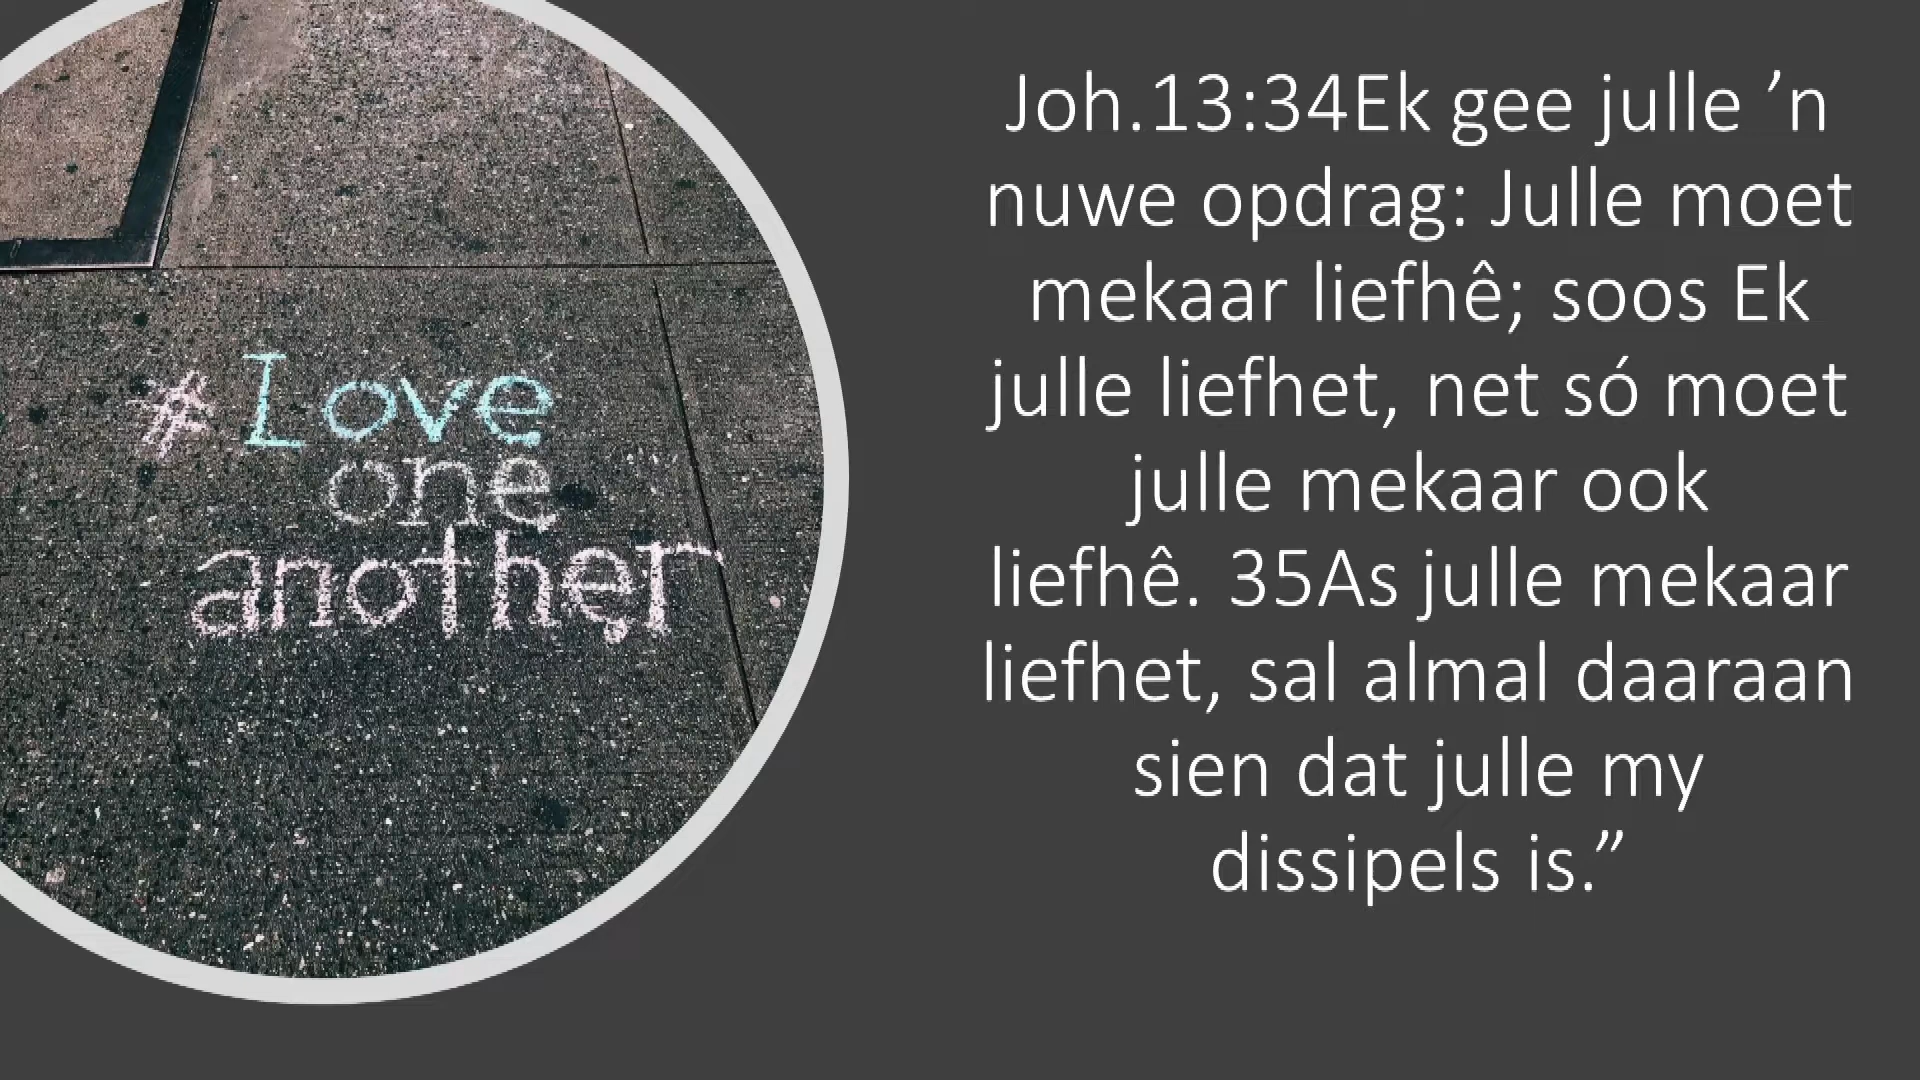 # Love
one
another
Joh.13:34Ek gee julle ’n
nuwe opdrag: Julle moet
mekaar liefhê; soos Ek
julle liefhet, net só moet
julle mekaar ook
liefhê. 35As julle mekaar
liefhet, sal almal daaraan
sien dat julle my
dissipels is.”